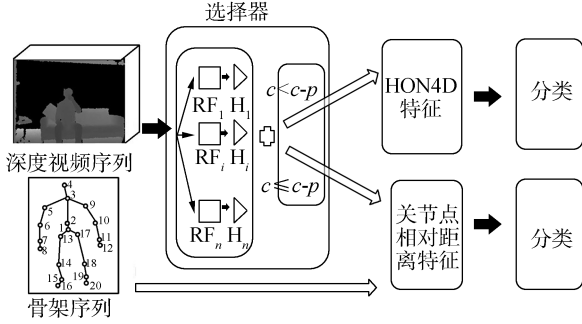 选择器
RF1 H1
RFi Hi
RFn Hn
c<c-p
c≤c-p
HON4D
特征
分类
深度视频序列
4
3
5
9
6
2
10
1
17
7
13
11
8
12
14
18
15
19
16
20
骨架序列
关节点
相对距
离特征
分类